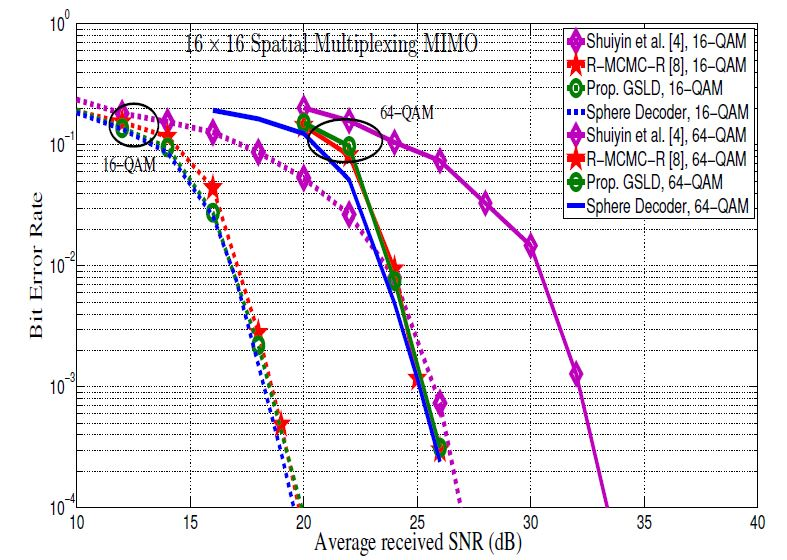 16 × 16 Spatial Multiplexing MIMO
Shuiyin et al. [4], 16−QAM
R−MCMC−R [8], 16−QAM
Prop. GSLD, 16−QAM
Sphere Decoder, 16−QAM
Shuiyin et al. [4], 64−QAM
R−MCMC−R [8], 64−QAM
Prop. GSLD, 64−QAM
Sphere Decoder, 64−QAM
64−QAM
16−QAM
Bit Error Rate
10^0
10^−1
10^−2
10^−3
10^−4
10 15 20 25 30 35 40
Average received SNR (dB)